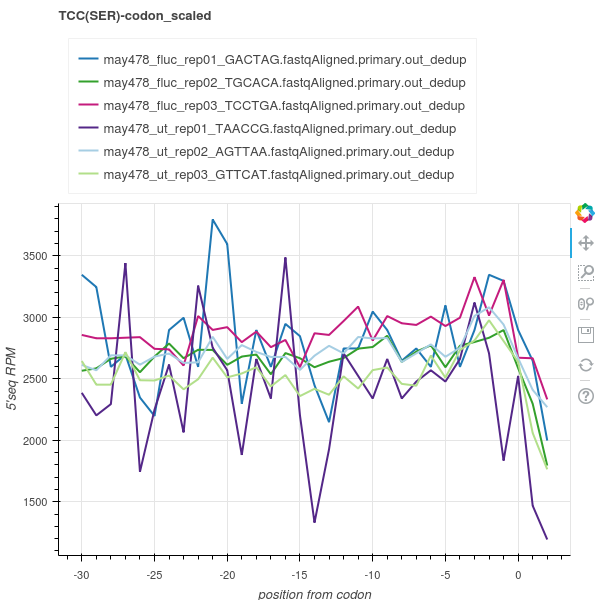 TCC(SER)-codon_scaled
may478_fluc_rep01_GACTAG.fastqAligned.primary.out_dedup
may478_fluc_rep02_TGCACA.fastqAligned.primary.out_dedup
may478_fluc_rep03_TCCTGA.fastqAligned.primary.out_dedup
may478_ut_rep01_TAACCG.fastqAligned.primary.out_dedup
may478_ut_rep02_AGTTAA.fastqAligned.primary.out_dedup
may478_ut_rep03_GTTCAT.fastqAligned.primary.out_dedup
3500
3000
2500
2000
1500
5'seq RPM
-30 -25 -20 -15 -10 -5 0
position from codon